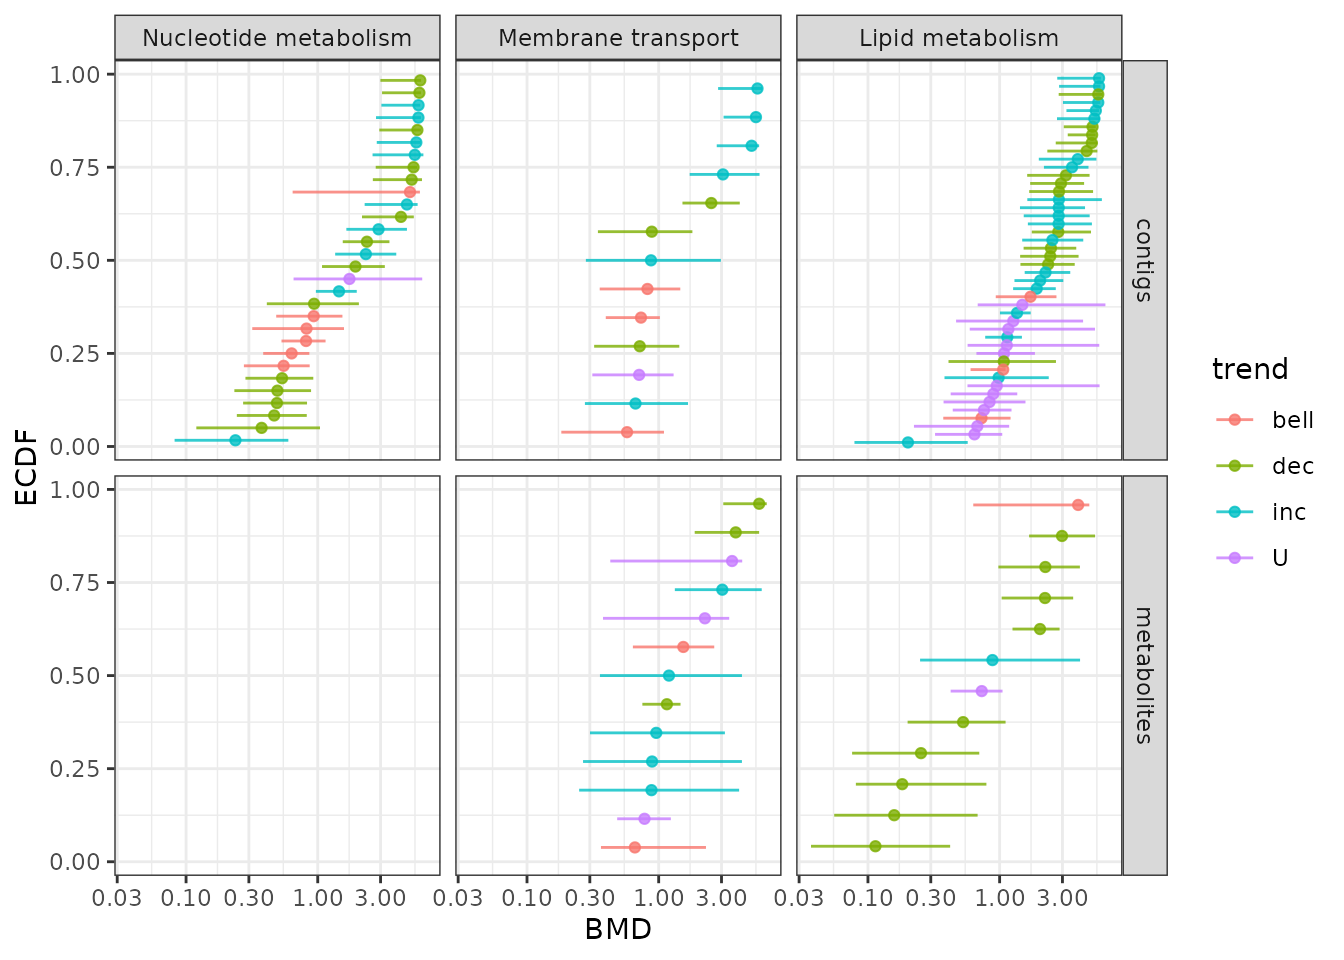 Nucleotide metabolism Membrane transport Lipid metabolism
1.00
0.75
0.50
0.25
0.00
contigs
1.00
0.75
0.50
0.25
0.00
metabolites
ECDF
0.03 0.10 0.30 1.00 3.00 0.03 0.10 0.30 1.00 3.00 0.03 0.10 0.30 1.00 3.00
BMD
trend
bell
dec
inc
U